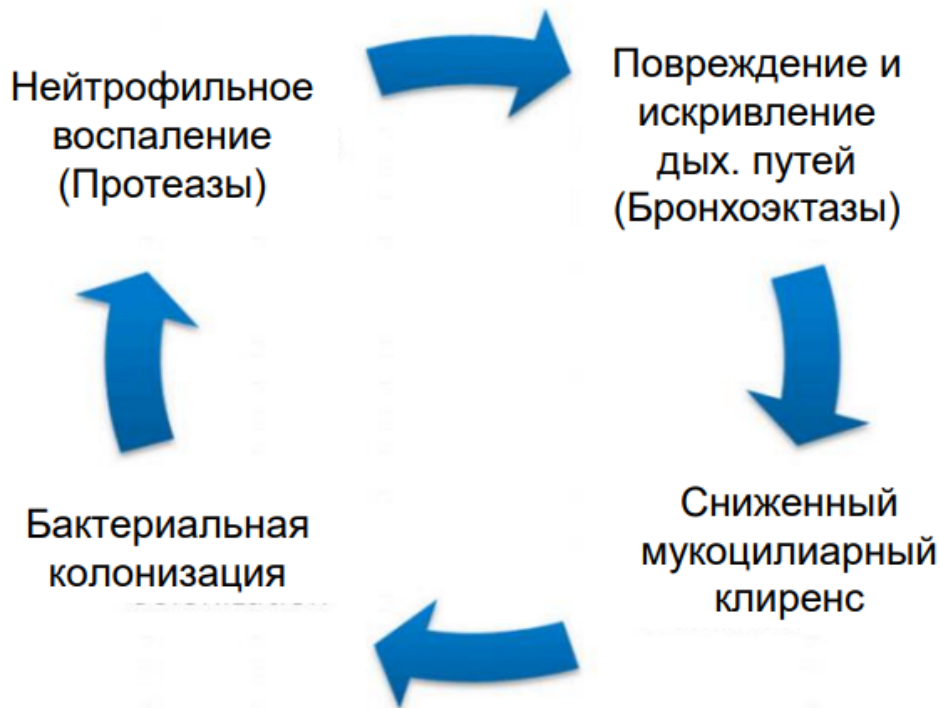 Нейтрофильное
воспаление
(Протеазы)
Повреждение и
искривление
дых. путей
(Бронхоэктазы)
Сниженный
мукоцилиарный
клиренс
Бактериальная
колонизация